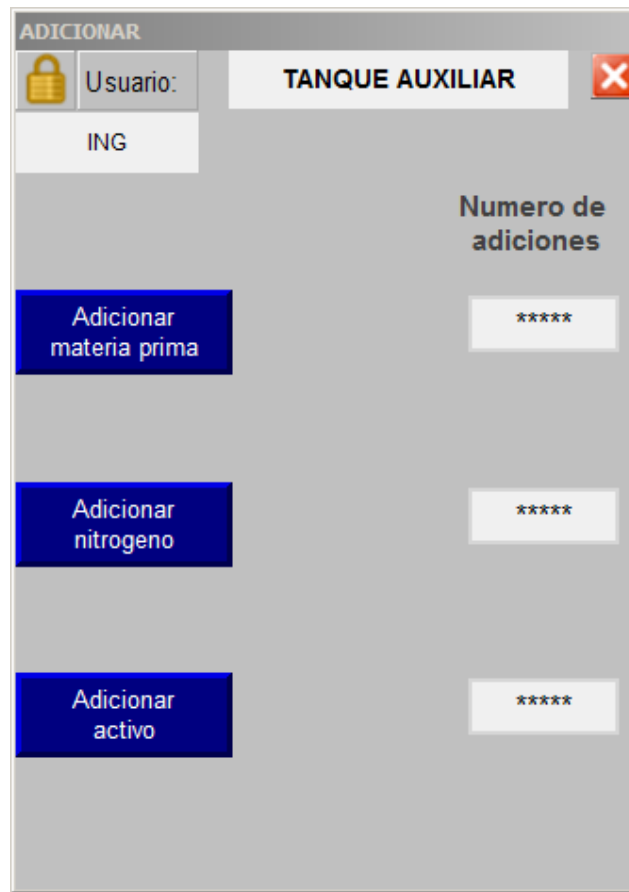 ADICIONAR
Usuario:
TANQUE AUXILIAR
ING
Numero de
adiciones
Adicionar
materia prima
*****
Adicionar
nitrogeno
*****
Adicionar
activo
*****